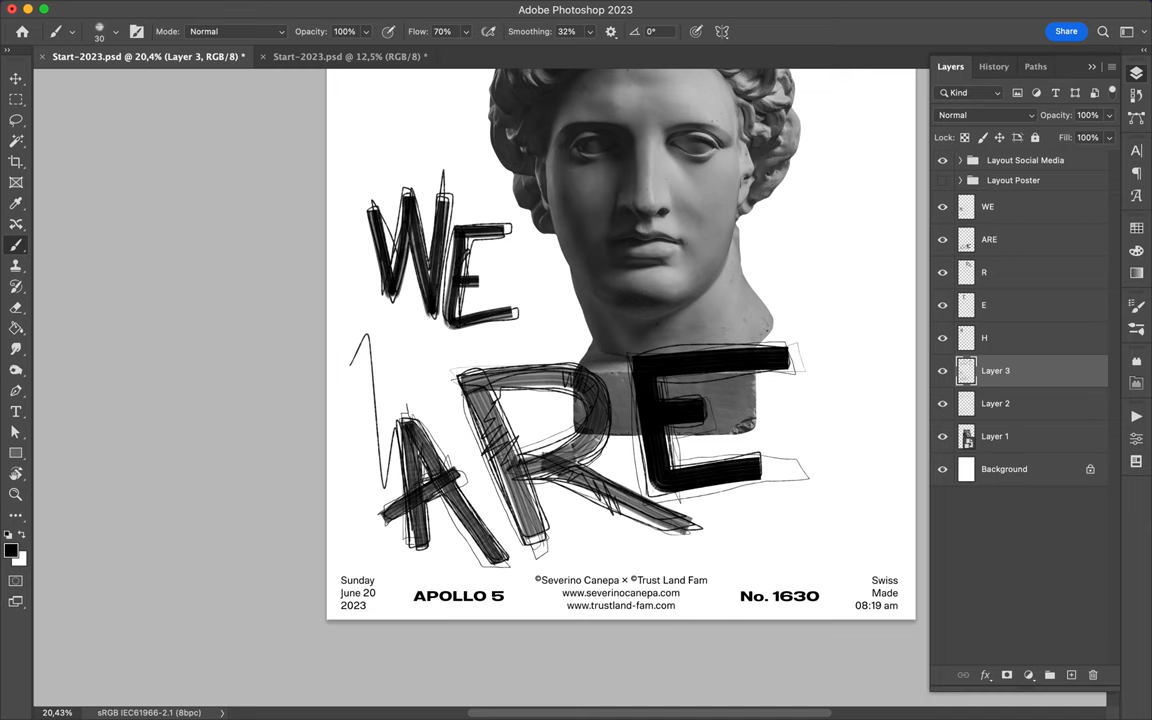 Adobe Photoshop 2023
30
Mode: Normal
Opacity: 100%
Flow: 70%
Smoothing: 32%
0°
Share
Start-2023.psd @ 20,4% (Layer 3, RGB/8) *
Start-2023.psd @ 12,5% (RGB/8) *
Layers
History
Paths
Kind
Normal
Opacity: 100%
Lock:
Fill: 100%
Layout Social Media
Layout Poster
WE
ARE
R
E
H
Layer 3
Layer 2
Layer 1
Background
WE
ARE
Sunday
June 20
2023
APOLLO 5
©Severino Canepa × ©Trust Land Fam
www.severinocanepa.com
www.trustland-fam.com
No. 1630
Swiss
Made
08:19 am
20,43%
sRGB IEC61966-2.1 (8bpc)